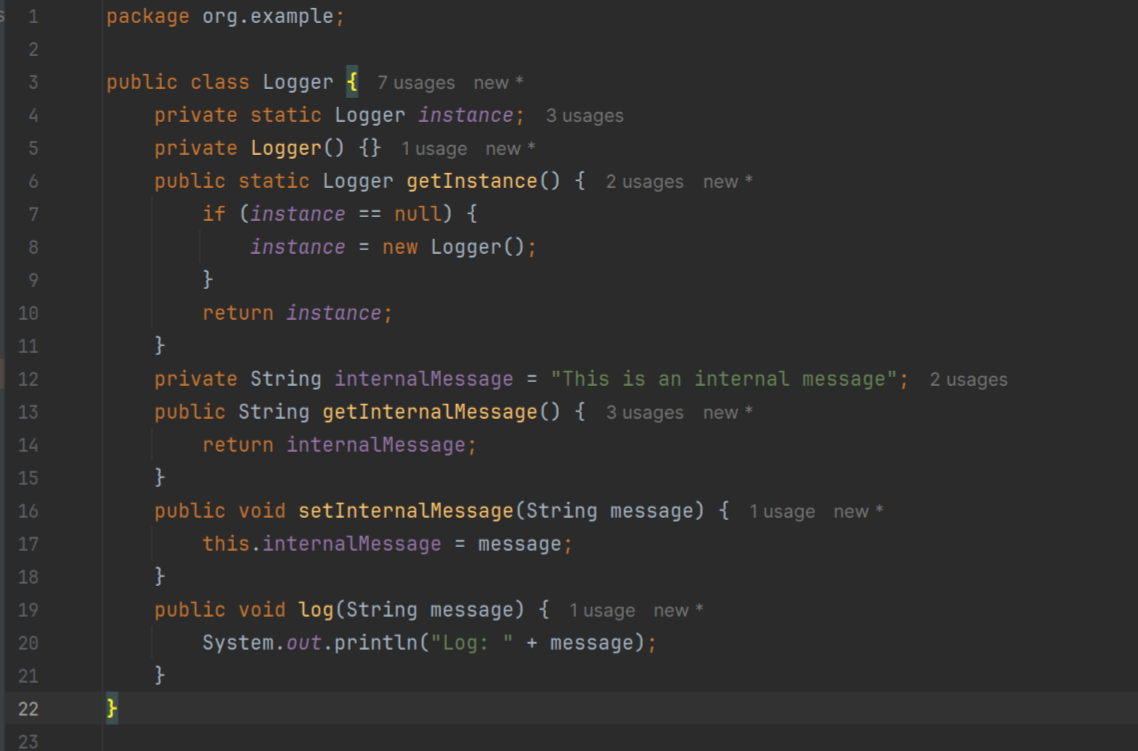 1 package org.example;
2
3 public class Logger { 7 usages new *
4 private static Logger instance; 3 usages
5 private Logger() {} 1 usage new *
6 public static Logger getInstance() { 2 usages new *
7 if (instance == null) {
8 instance = new Logger();
9 }
10 return instance;
11 }
12 private String internalMessage = "This is an internal message"; 2 usages
13 public String getInternalMessage() { 3 usages new *
14 return internalMessage;
15 }
16 public void setInternalMessage(String message) { 1 usage new *
17 this.internalMessage = message;
18 }
19 public void log(String message) { 1 usage new *
20 System.out.println("Log: " + message);
21 }
22 }
23